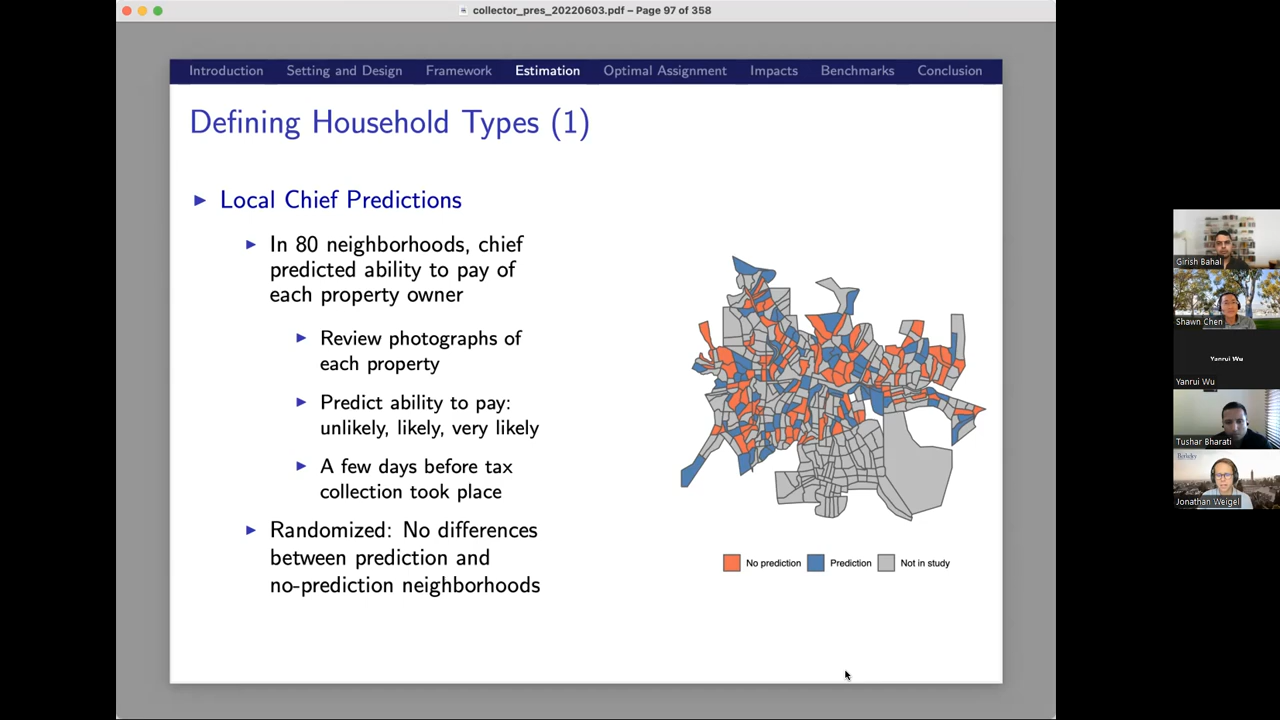 collector_pres_20220603.pdf – Page 97 of 358
Introduction Setting and Design Framework Estimation Optimal Assignment Impacts Benchmarks Conclusion
Defining Household Types (1)
Local Chief Predictions
In 80 neighborhoods, chief
predicted ability to pay of
each property owner
Review photographs of
each property
Predict ability to pay:
unlikely, likely, very likely
A few days before tax
collection took place
Randomized: No differences
between prediction and
no-prediction neighborhoods
No prediction Prediction Not in study
Girish Bahal
Shawn Chen
Yanrui Wu
Yanrui Wu
Tushar Bharati
Berkeley
Jonathan Weigel